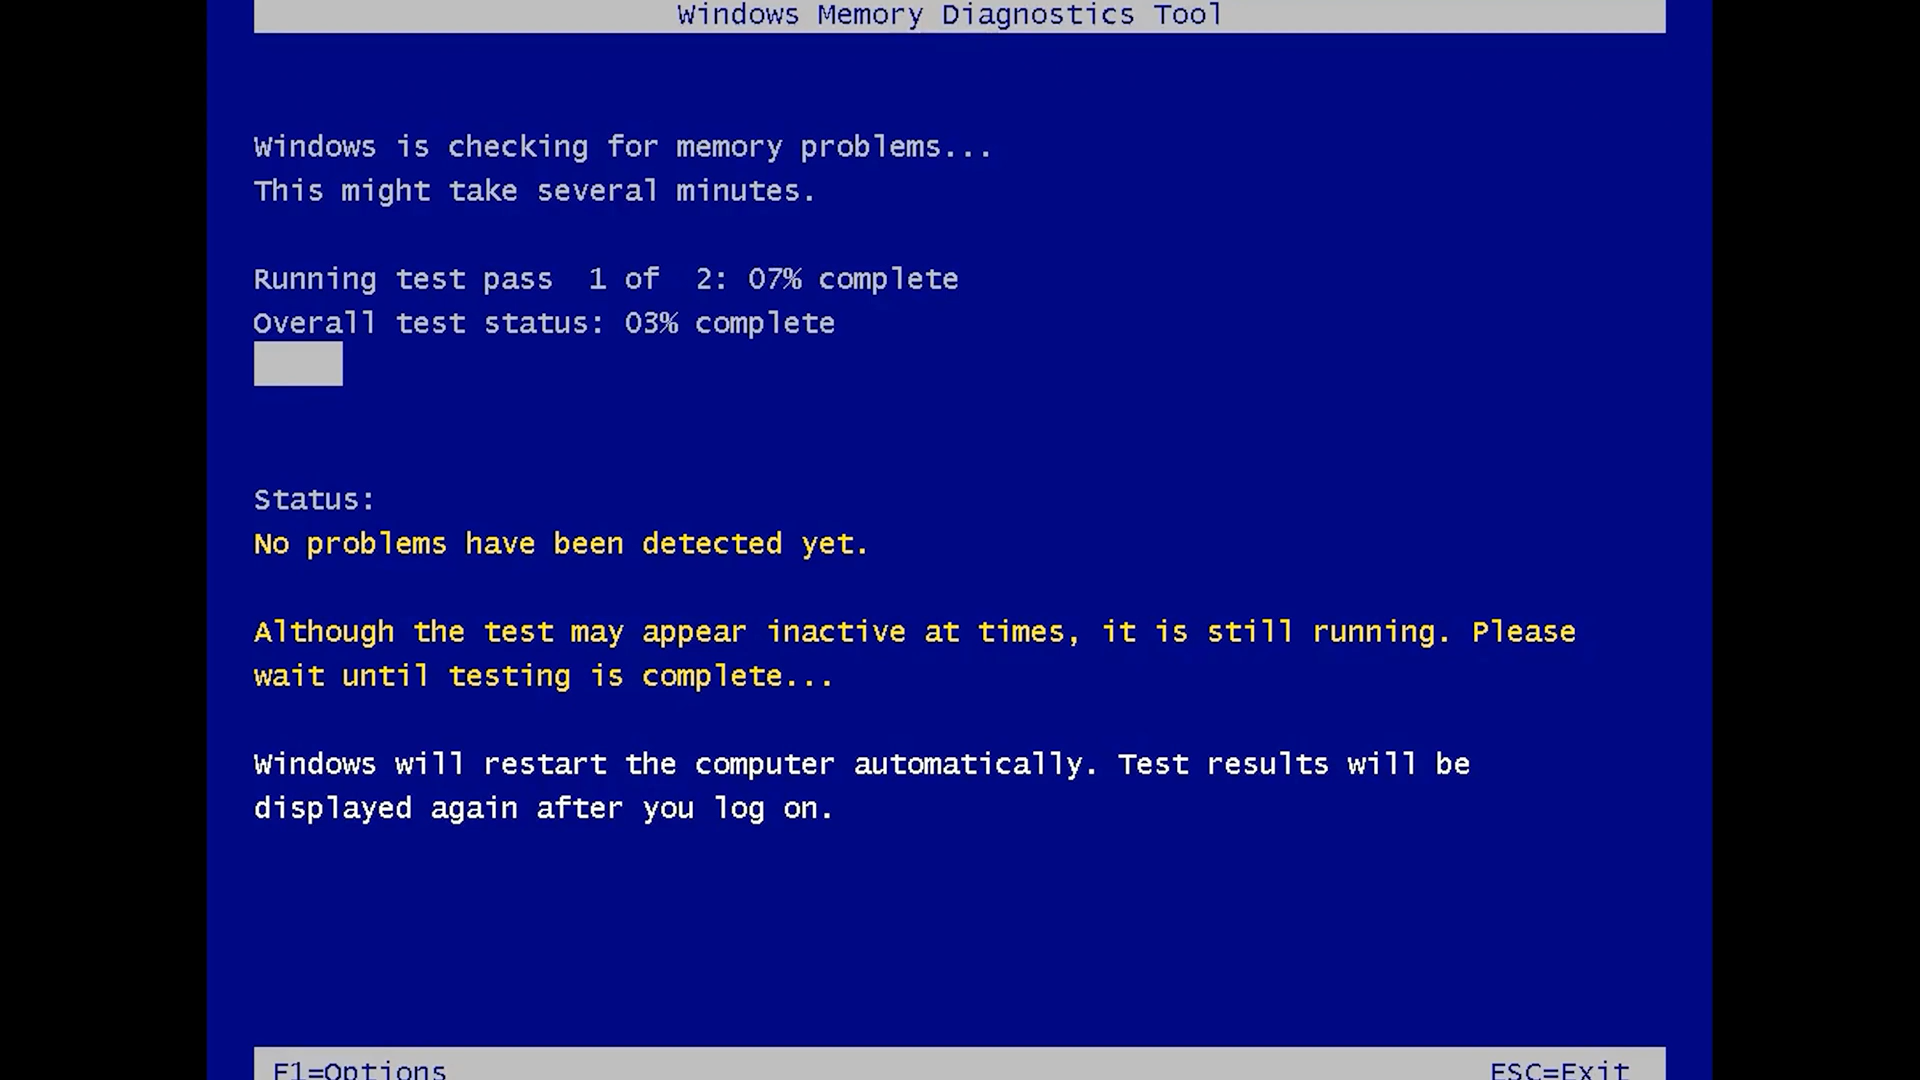 Windows Memory Diagnostics Tool
Windows is checking for memory problems...
This might take several minutes.
Running test pass  1 of  2: 07% complete
Overall test status: 03% complete
Status:
No problems have been detected yet.
Although the test may appear inactive at times, it is still running. Please
wait until testing is complete...
Windows will restart the computer automatically. Test results will be
displayed again after you log on.
F1=Options ESC=Exit